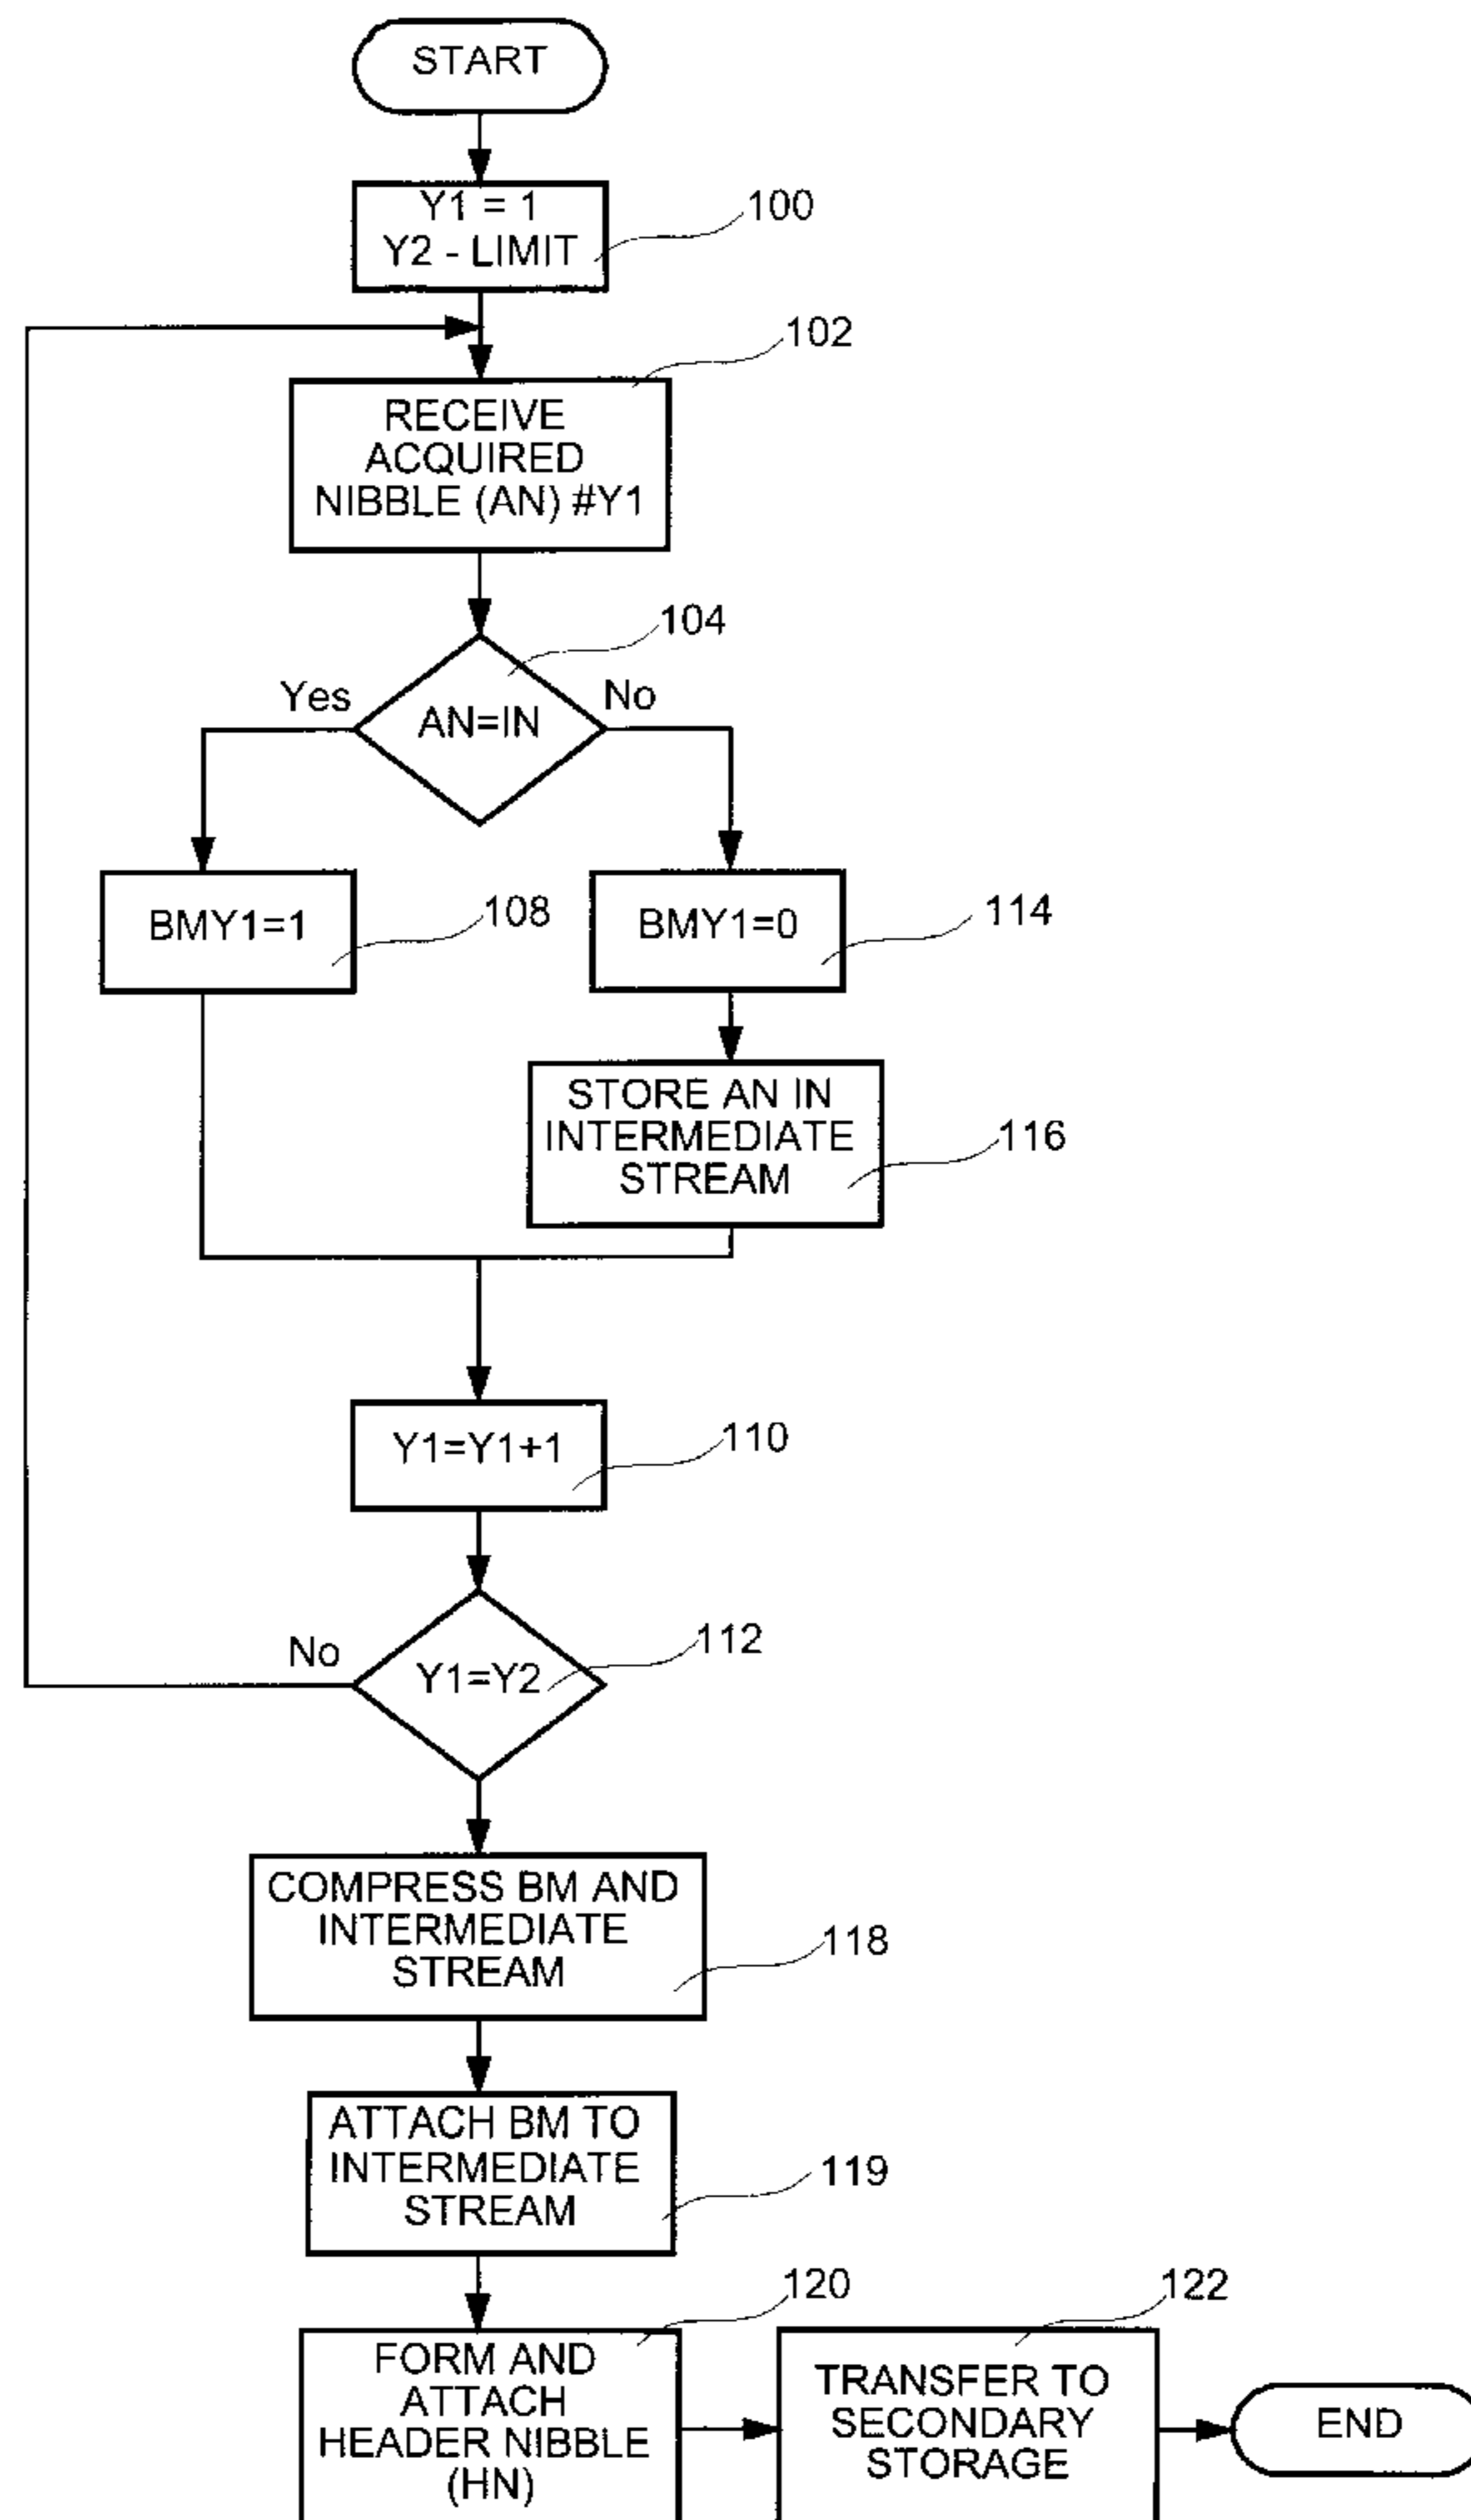 START
Y1 = 1
Y2 - LIMIT
100
102
RECEIVE
ACQUIRED
NIBBLE (AN) #Y1
104
Yes
AN=IN
No
BMY1=1
108
BMY1=0
114
STORE AN IN
INTERMEDIATE
STREAM
116
Y1=Y1+1
110
No
Y1=Y2
112
COMPRESS BM AND
INTERMEDIATE
STREAM
118
ATTACH BM TO
INTERMEDIATE
STREAM
119
120
FORM AND
ATTACH
HEADER NIBBLE
(HN)
122
TRANSFER TO
SECONDARY
STORAGE
END